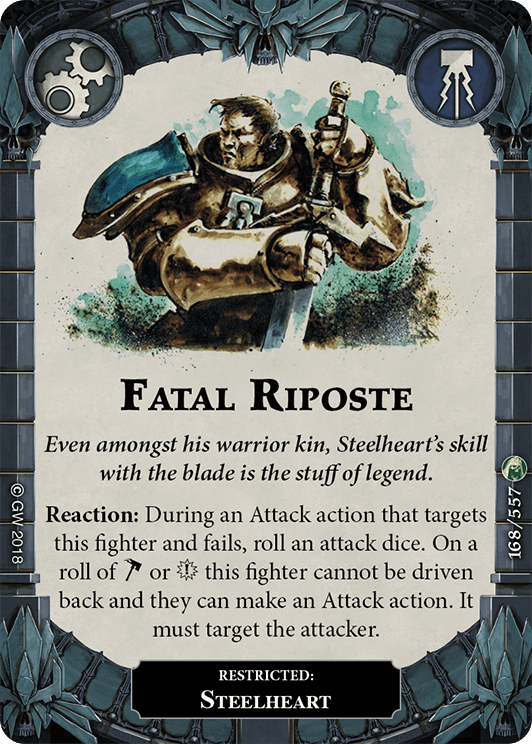 FATAL RIPOSTE
Even amongst his warrior kin, Steelheart's skill
with the blade is the stuff of legend.
Reaction: During an Attack action that targets
this fighter and fails, roll an attack dice. On a
roll of or this fighter cannot be driven
back and they can make an Attack action. It
must target the attacker.
RESTRICTED:
STEELHEART
© GW 2018
168/557